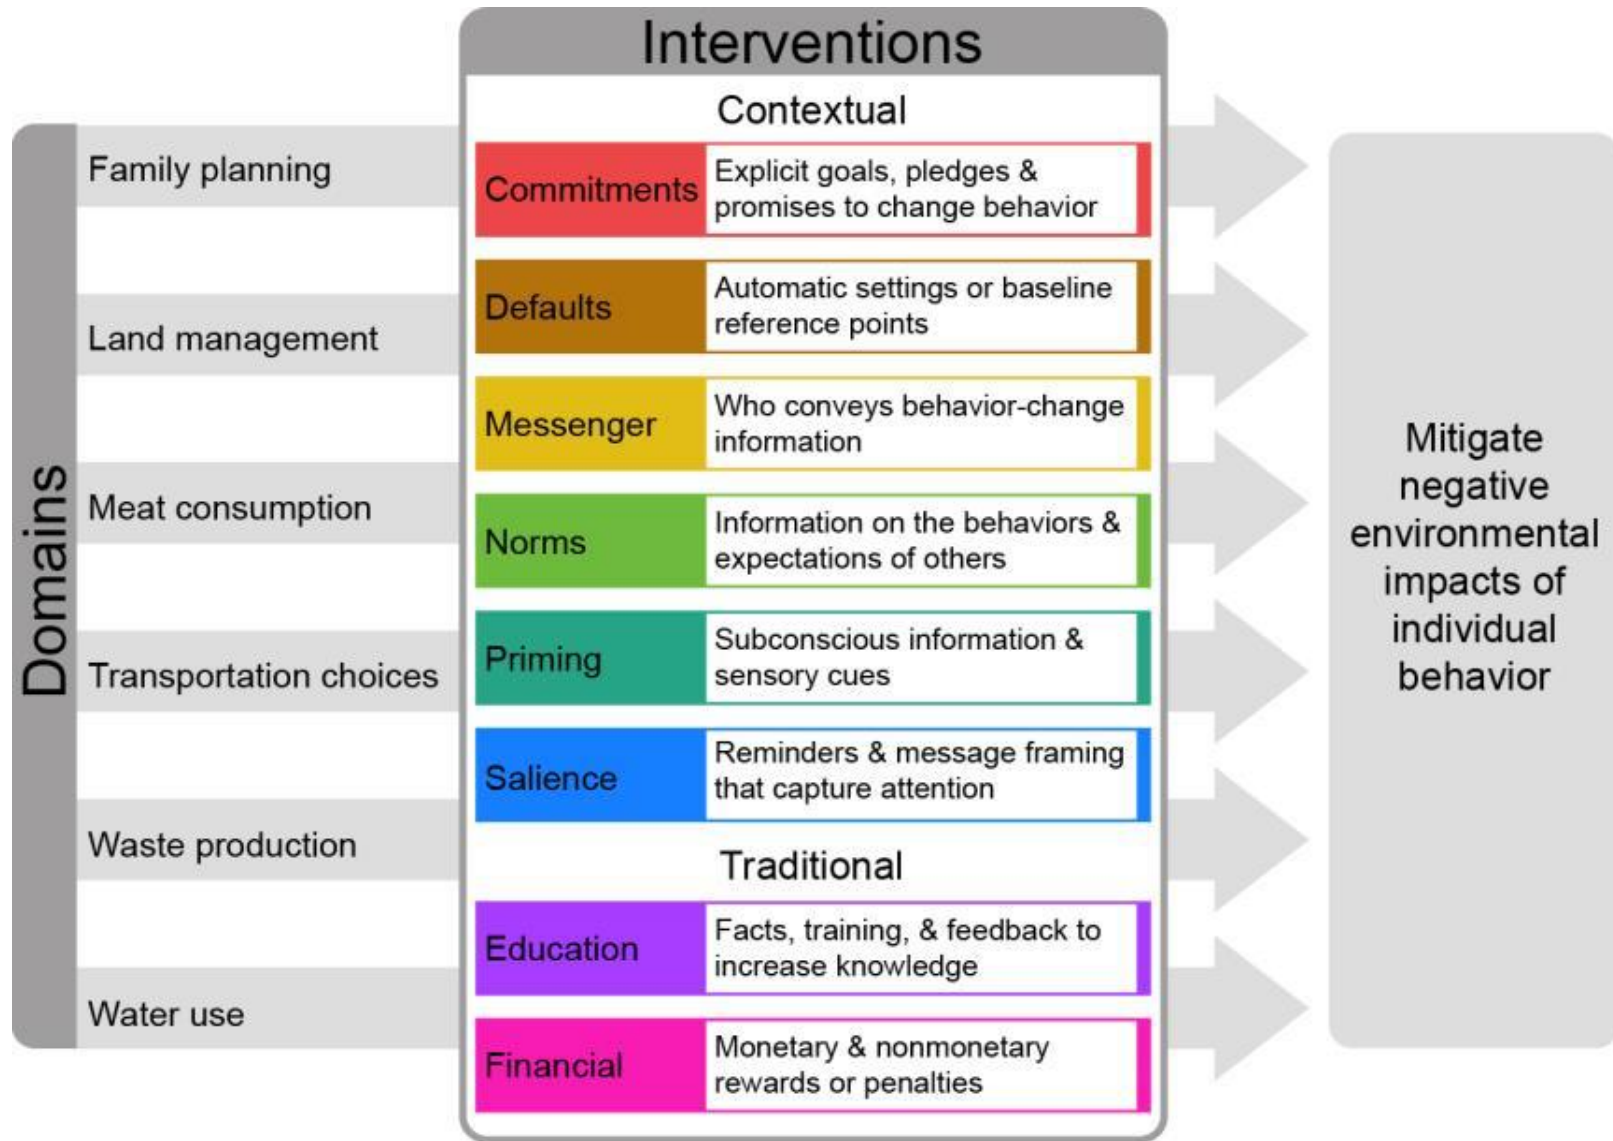 Interventions
Contextual
Domains
Family planning
Land management
Meat consumption
Transportation choices
Waste production
Water use
Commitments
Explicit goals, pledges &
promises to change behavior
Defaults
Automatic settings or baseline
reference points
Messenger
Who conveys behavior-change
information
Norms
Information on the behaviors &
expectations of others
Priming
Subconscious information &
sensory cues
Salience
Reminders & message framing
that capture attention
Traditional
Education
Facts, training, & feedback to
increase knowledge
Financial
Monetary & nonmonetary
rewards or penalties
Mitigate
negative
environmental
impacts of
individual
behavior